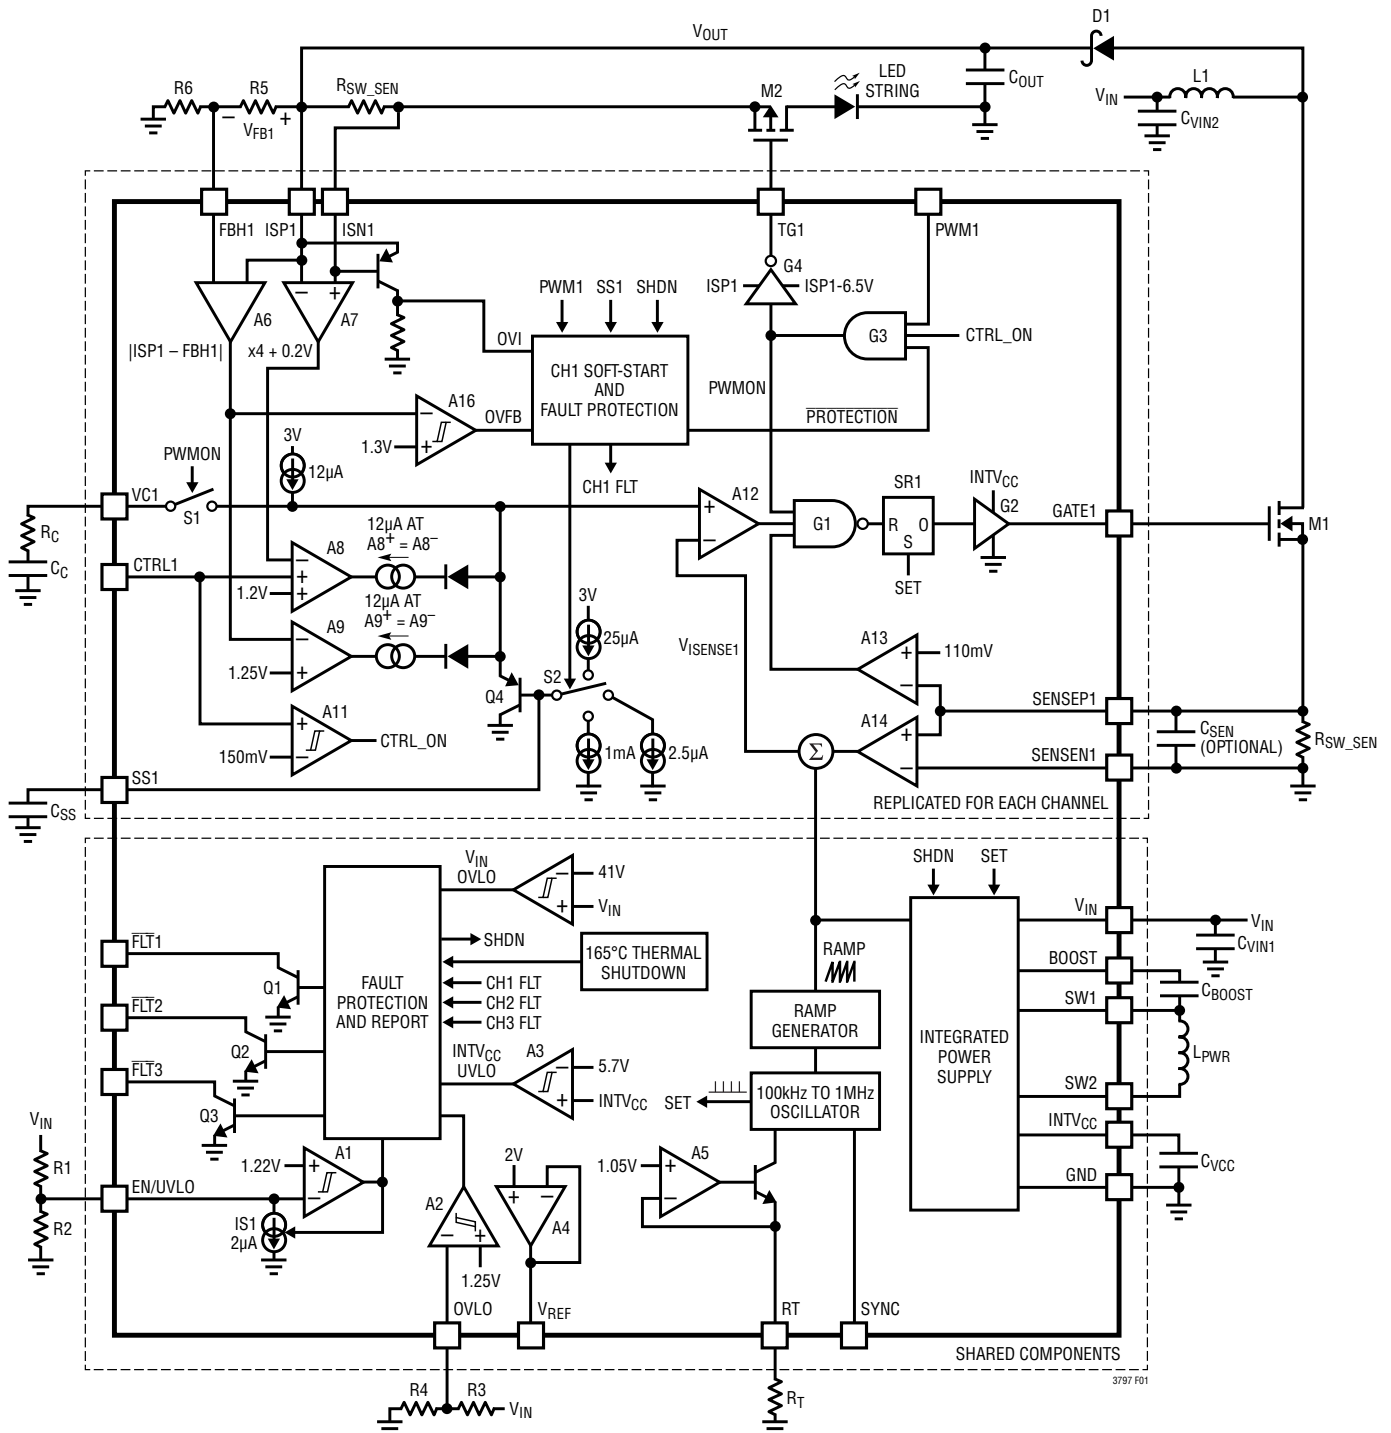 D1
VOUT
R6
R5
RSW_SEN
− VFB1 +
M2
LED
STRING
COUT
VIN
L1
CVIN2
FBH1
ISP1
ISN1
TG1
PWM1
A6
− + A7
|ISP1 – FBH1|
x4 + 0.2V
PWM1
SS1
SHDN
OVI
CH1 SOFT-START
AND
FAULT PROTECTION
ISP1
G4
ISP1-6.5V
G3
CTRL_ON
PWMON
PROTECTION
A16
−
1.3V
+
OVFB
CH1 FLT
PWMON
3V
12µA
VC1
S1
RC
CC
A12
+
−
G1
SR1
R O
S
SET
INTVCC
G2
GATE1
M1
CTRL1
12µA AT
A8+ = A8–
A8
−
+
1.2V
+
12µA AT
A9+ = A9–
A9
−
1.25V
+
3V
25µA
S2
Q4
1mA
2.5µA
VISENSE1
A13
+
110mV
−
A14
+
−
Σ
SENSEP1
SENSEN1
CSEN
(OPTIONAL)
RSW_SEN
A11
+
150mV
−
CTRL_ON
SS1
CSS
REPLICATED FOR EACH CHANNEL
VIN
OVLO
−
41V
+
VIN
SHDN
165°C THERMAL
SHUTDOWN
CH1 FLT
CH2 FLT
CH3 FLT
FAULT
PROTECTION
AND REPORT
FLT1
Q1
FLT2
Q2
FLT3
Q3
INTVCC
UVLO
A3
−
5.7V
+
INTVCC
RAMP
RAMP
GENERATOR
SET
100kHz TO 1MHz
OSCILLATOR
SHDN
SET
INTEGRATED
POWER
SUPPLY
VIN
VIN
CVIN1
BOOST
CBOOST
SW1
LPWR
SW2
INTVCC
CVCC
GND
VIN
R1
R2
EN/UVLO
1.22V
+
−
A1
IS1
2µA
A2
−
+
1.25V
2V
+
−
A4
1.05V
+
−
A5
OVLO
VREF
RT
SYNC
SHARED COMPONENTS
3797 F01
R4
R3
VIN
RT